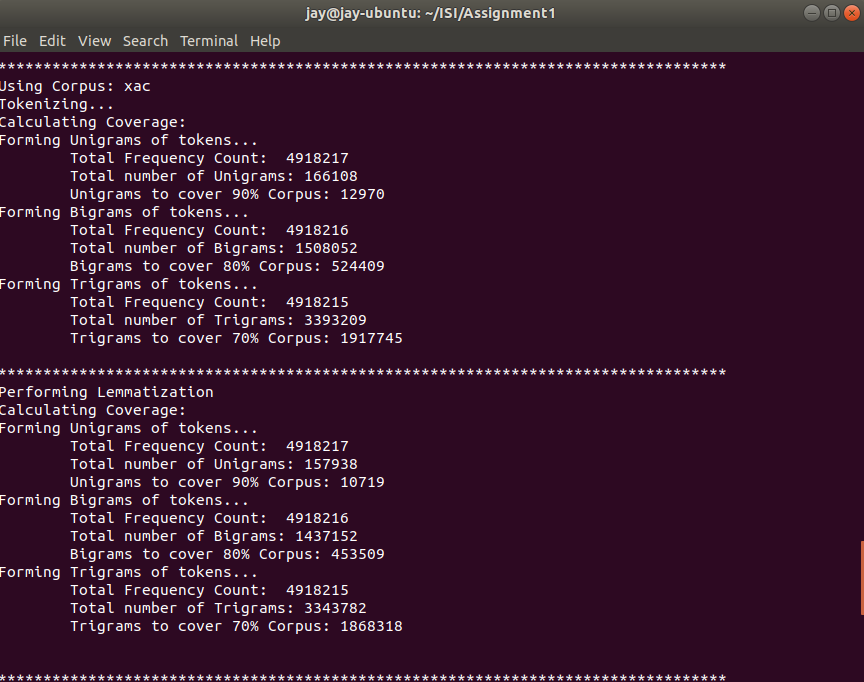 jay@jay-ubuntu: ~/ISI/Assignment1
File Edit View Search Terminal Help
*********************************************************************************
Using Corpus: xac
Tokenizing...
Calculating Coverage:
Forming Unigrams of tokens...
        Total Frequency Count:  4918217
        Total number of Unigrams: 166108
        Unigrams to cover 90% Corpus: 12970
Forming Bigrams of tokens...
        Total Frequency Count:  4918216
        Total number of Bigrams: 1508052
        Bigrams to cover 80% Corpus: 524409
Forming Trigrams of tokens...
        Total Frequency Count:  4918215
        Total number of Trigrams: 3393209
        Trigrams to cover 70% Corpus: 1917745
*********************************************************************************
Performing Lemmatization
Calculating Coverage:
Forming Unigrams of tokens...
        Total Frequency Count:  4918217
        Total number of Unigrams: 157938
        Unigrams to cover 90% Corpus: 10719
Forming Bigrams of tokens...
        Total Frequency Count:  4918216
        Total number of Bigrams: 1437152
        Bigrams to cover 80% Corpus: 453509
Forming Trigrams of tokens...
        Total Frequency Count:  4918215
        Total number of Trigrams: 3343782
        Trigrams to cover 70% Corpus: 1868318
*********************************************************************************